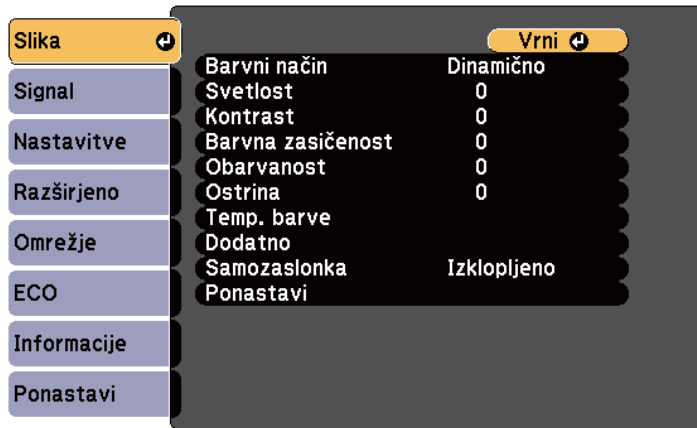 Slika
Signal
Nastavitve
Razširjeno
Omrežje
ECO
Informacije
Ponastavi
Vrni
Barvni način Dinamično
Svetlost 0
Kontrast 0
Barvna zasičenost 0
Obarvanost 0
Ostrina 0
Temp. barve
Dodatno
Samozaslonka Izklopljeno
Ponastavi